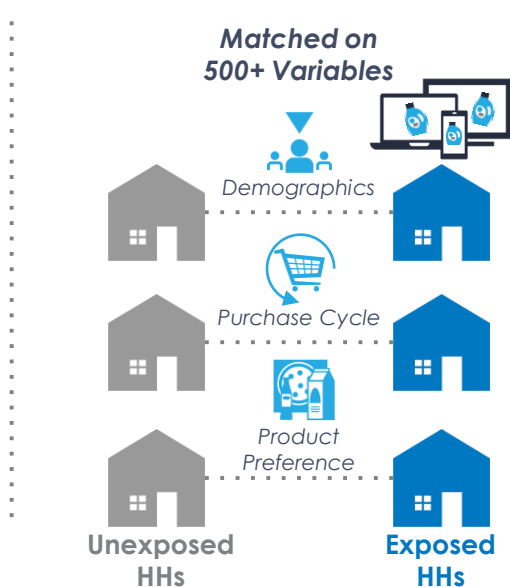 Matched on
500+ Variables
Demographics
Purchase Cycle
Product
Preference
Unexposed
HHs
Exposed
HHs